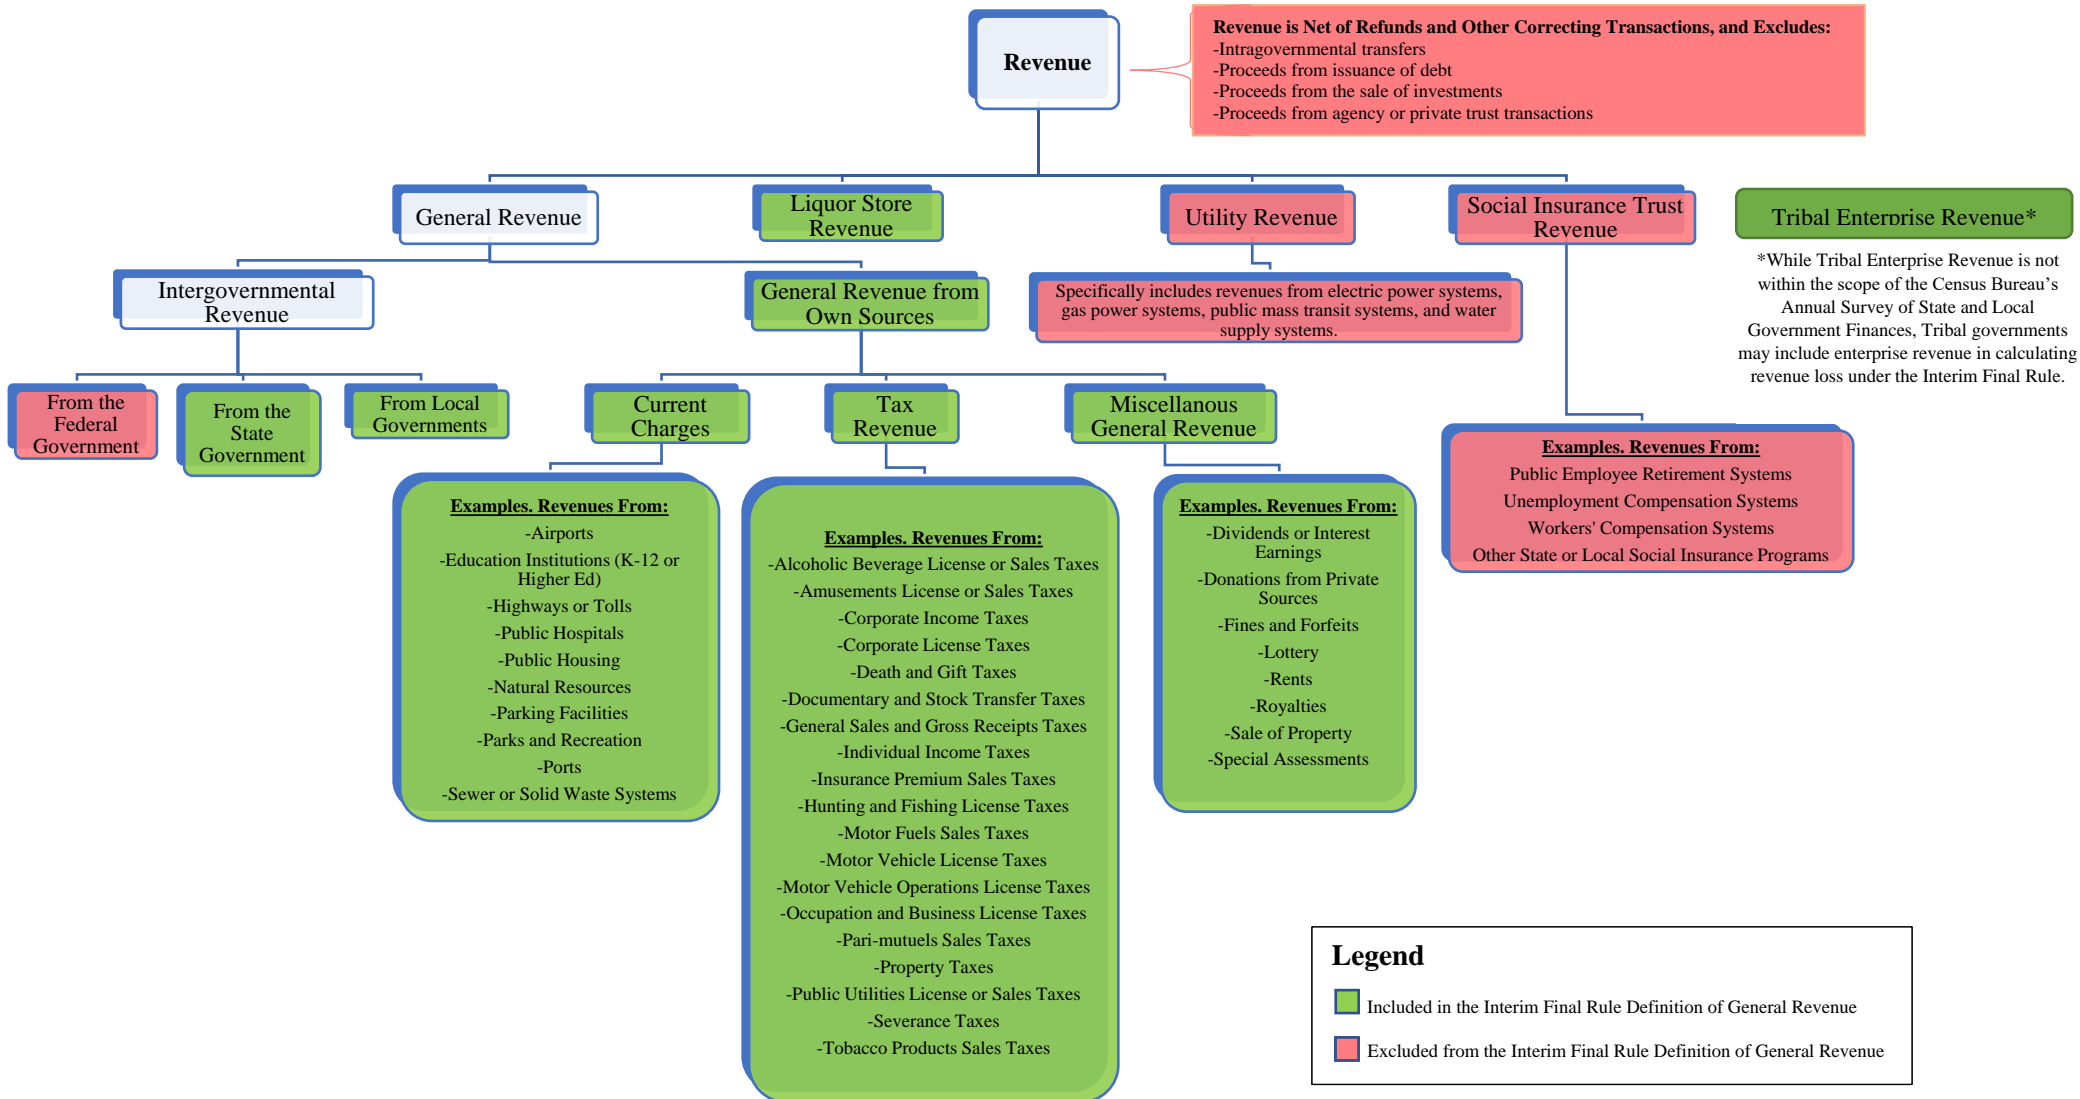 Revenue
Revenue is Net of Refunds and Other Correcting Transactions, and Excludes:
-Intragovernmental transfers
-Proceeds from issuance of debt
-Proceeds from the sale of investments
-Proceeds from agency or private trust transactions
General Revenue
Liquor Store
Revenue
Utility Revenue
Social Insurance Trust
Revenue
Tribal Enterprise Revenue*
*While Tribal Enterprise Revenue is not
within the scope of the Census Bureau’s
Annual Survey of State and Local
Government Finances, Tribal governments
may include enterprise revenue in calculating
revenue loss under the Interim Final Rule.
Intergovernmental
Revenue
General Revenue from
Own Sources
Specifically includes revenues from electric power systems,
gas power systems, public mass transit systems, and water
supply systems.
From the
Federal
Government
From the
State
Government
From Local
Governments
Current
Charges
Tax
Revenue
Miscellanous
General Revenue
Examples. Revenues From:
Public Employee Retirement Systems
Unemployment Compensation Systems
Workers' Compensation Systems
Other State or Local Social Insurance Programs
Examples. Revenues From:
-Airports
-Education Institutions (K-12 or
Higher Ed)
-Highways or Tolls
-Public Hospitals
-Public Housing
-Natural Resources
-Parking Facilities
-Parks and Recreation
-Ports
-Sewer or Solid Waste Systems
Examples. Revenues From:
-Alcoholic Beverage License or Sales Taxes
-Amusements License or Sales Taxes
-Corporate Income Taxes
-Corporate License Taxes
-Death and Gift Taxes
-Documentary and Stock Transfer Taxes
-General Sales and Gross Receipts Taxes
-Individual Income Taxes
-Insurance Premium Sales Taxes
-Hunting and Fishing License Taxes
-Motor Fuels Sales Taxes
-Motor Vehicle License Taxes
-Motor Vehicle Operations License Taxes
-Occupation and Business License Taxes
-Pari-mutuels Sales Taxes
-Property Taxes
-Public Utilities License or Sales Taxes
-Severance Taxes
-Tobacco Products Sales Taxes
Examples. Revenues From:
-Dividends or Interest
Earnings
-Donations from Private
Sources
-Fines and Forfeits
-Lottery
-Rents
-Royalties
-Sale of Property
-Special Assessments
Legend
Included in the Interim Final Rule Definition of General Revenue
Excluded from the Interim Final Rule Definition of General Revenue